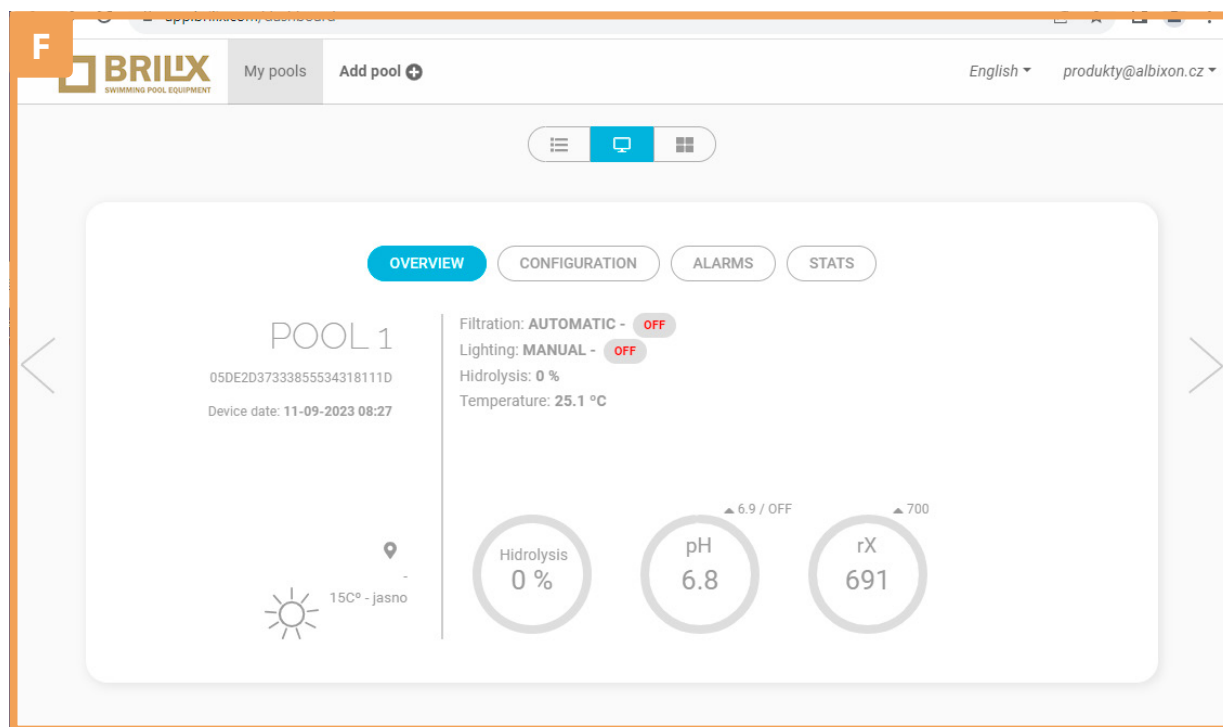 F
BRILIX
SWIMMING POOL EQUIPMENT
My pools
Add pool
English
produkty@albixon.cz
OVERVIEW
CONFIGURATION
ALARMS
STATS
POOL 1
05DE2D37333855534318111D
Device date: 11-09-2023 08:27
Filtration: AUTOMATIC - OFF
Lighting: MANUAL - OFF
Hidrolysis: 0 %
Temperature: 25.1 ºC
-
15Cº - jasno
Hidrolysis
0 %
6.9 / OFF
pH
6.8
700
rX
691